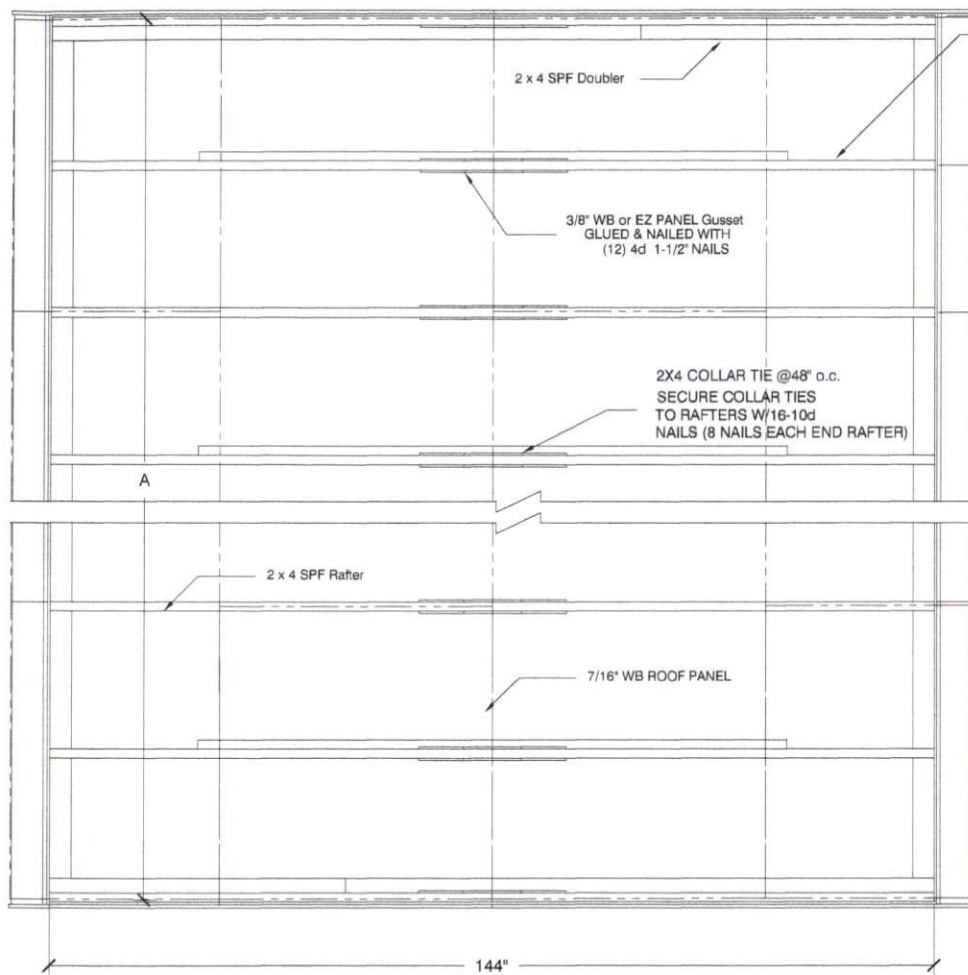 2 x 4 SPF Doubler
3/8" WB or EZ PANEL Gusset
GLUED & NAILED WITH
(12) 4d 1-1/2" NAILS
2X4 COLLAR TIE @48" o.c.
SECURE COLLAR TIES
TO RAFTERS W/16-10d
NAILS (8 NAILS EACH END RAFTER)
A
2 x 4 SPF Rafter
7/16" WB ROOF PANEL
144"